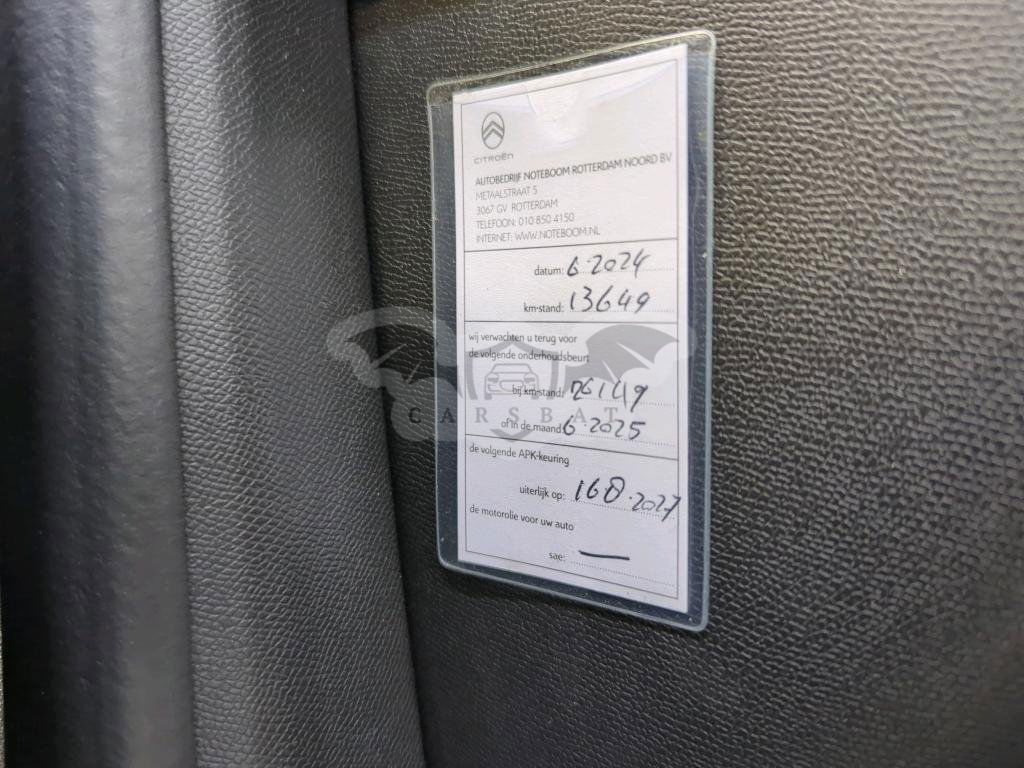 CITROËN
AUTOBEDRIJF NOTEBOOM ROTTERDAM NOORD BV
METAALSTRAAT 5
3067 GV ROTTERDAM
TELEFOON: 010 850 4150
INTERNET: WWW.NOTEBOOM.NL
datum: 6·2024
km-stand: 13649
wij verwachten u terug voor
de volgende onderhoudsbeurt
bij km-stand: 26149
CARSBAT
of in de maand: 6·2025
de volgende APK-keuring
uiterlijk op: 168·2027
de motorolie voor uw auto
sae: —